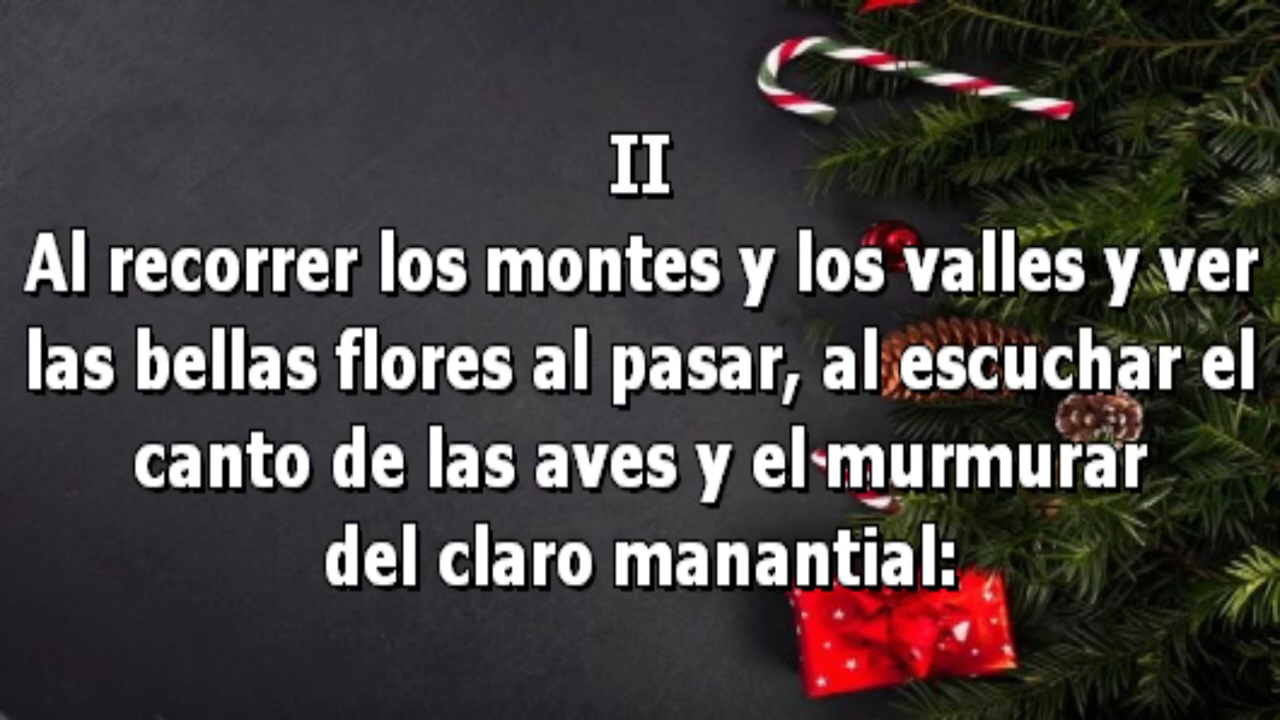 II
Al recorrer los montes y los valles y ver
las bellas flores al pasar, al escuchar el
canto de las aves y el murmurar
del claro manantial: